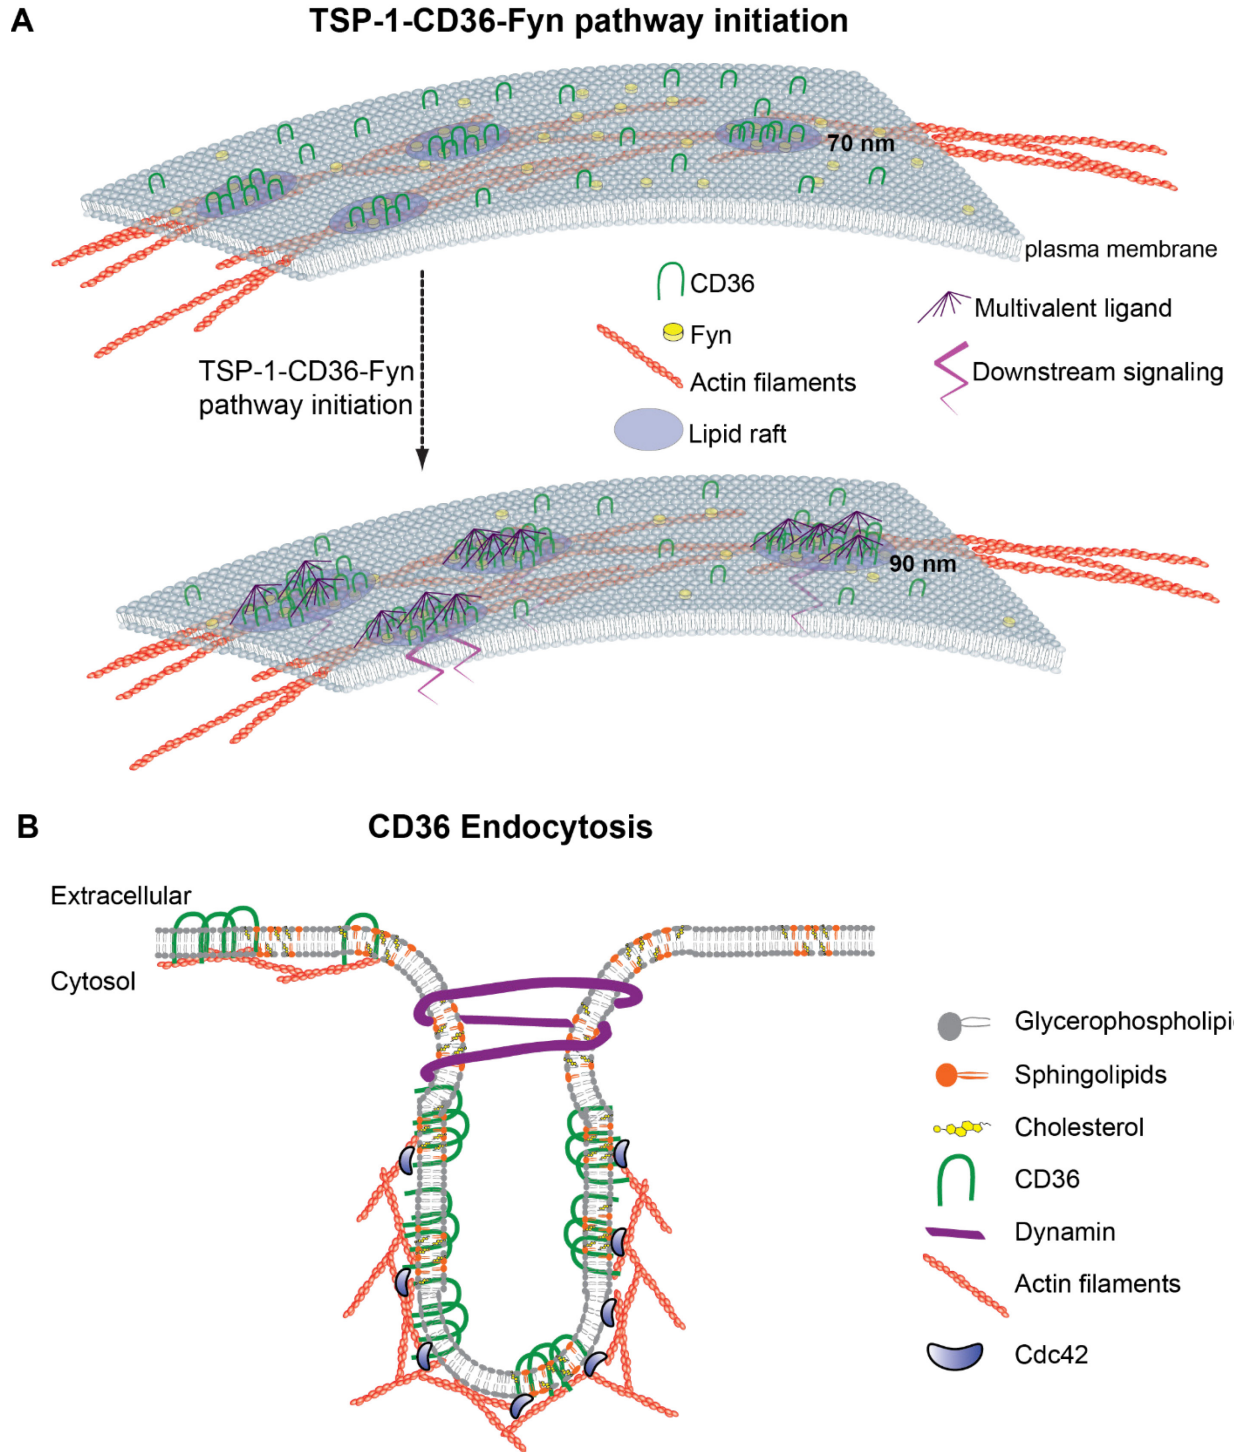 A
TSP-1-CD36-Fyn pathway initiation
70 nm
plasma membrane
CD36
Fyn
Actin filaments
Lipid raft
Multivalent ligand
Downstream signaling
TSP-1-CD36-Fyn
pathway initiation
90 nm
B
CD36 Endocytosis
Extracellular
Cytosol
Glycerophospholipi
Sphingolipids
Cholesterol
CD36
Dynamin
Actin filaments
Cdc42